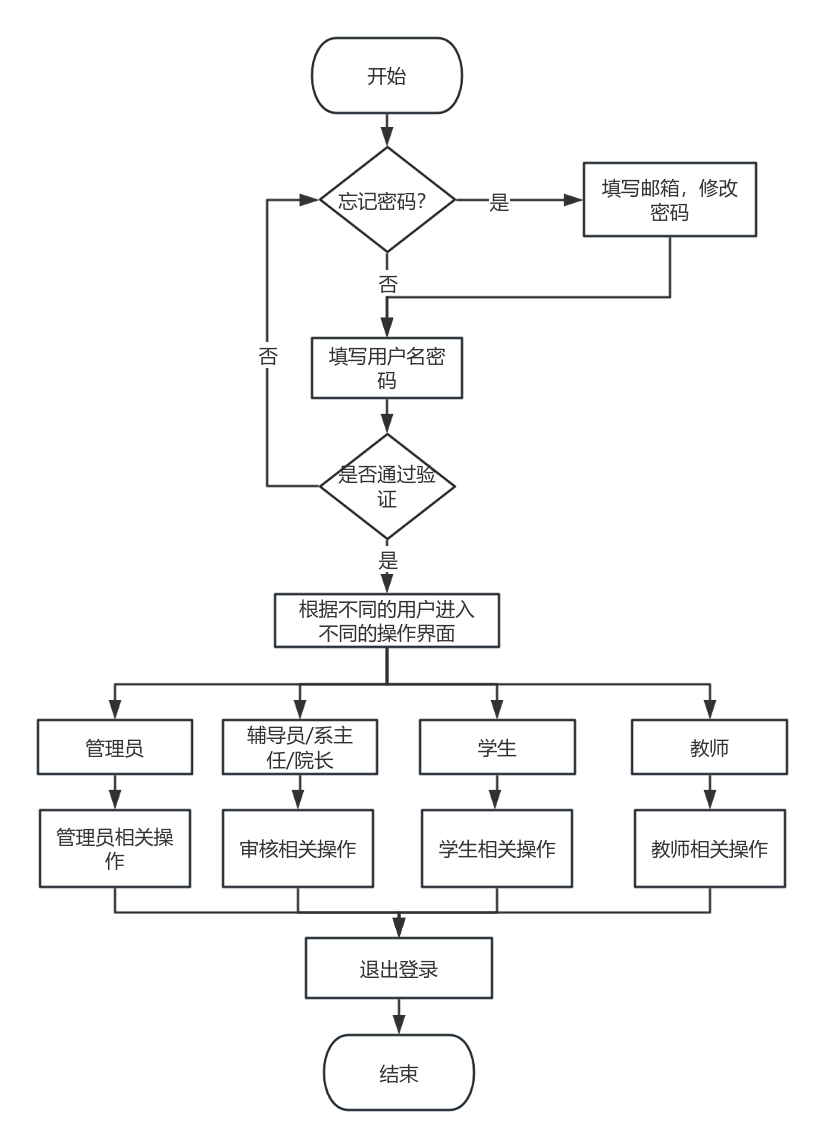 开始
忘记密码？
是
填写邮箱，修改
密码
否
填写用户名密
码
否
是否通过验
证
是
根据不同的用户进入
不同的操作界面
管理员
辅导员/系主
任/院长
学生
教师
管理员相关操
作
审核相关操作
学生相关操作
教师相关操作
退出登录
结束